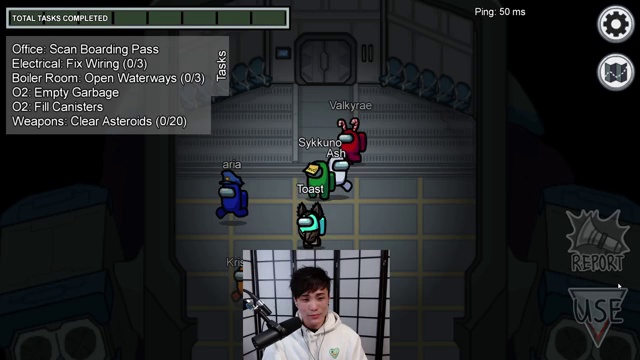 TOTAL TASKS COMPLETED
Ping: 50 ms
Office: Scan Boarding Pass
Electrical: Fix Wiring (0/3)
Boiler Room: Open Waterways (0/3)
O2: Empty Garbage
O2: Fill Canisters
Weapons: Clear Asteroids (0/20)
Tasks
Valkyrae
Sykkuno
Ash
aria
Toast
Kris
REPORT
USE